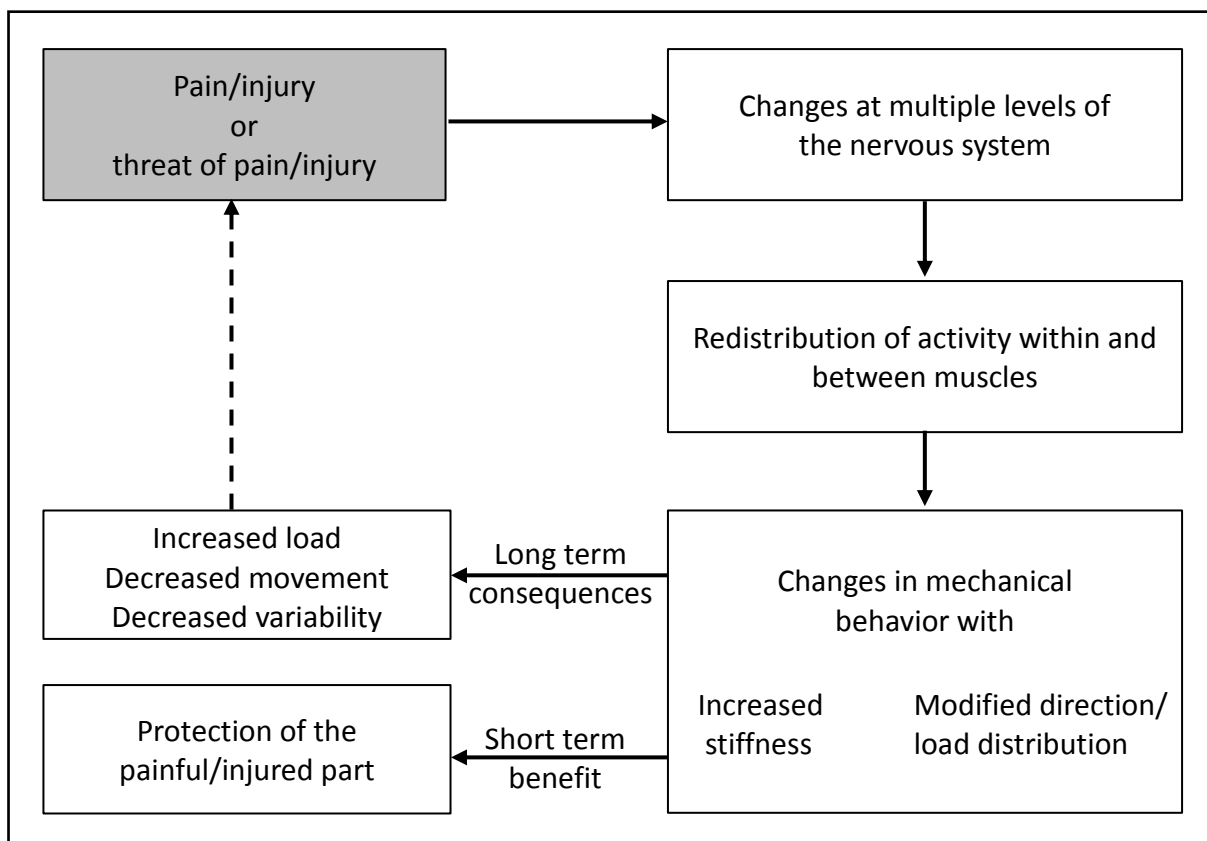 Pain/injury
or
threat of pain/injury
Changes at multiple levels of
the nervous system
Redistribution of activity within and
between muscles
Changes in mechanical
behavior with
Increased
stiffness
Modified direction/
load distribution
Long term
consequences
Increased load
Decreased movement
Decreased variability
Short term
benefit
Protection of the
painful/injured part